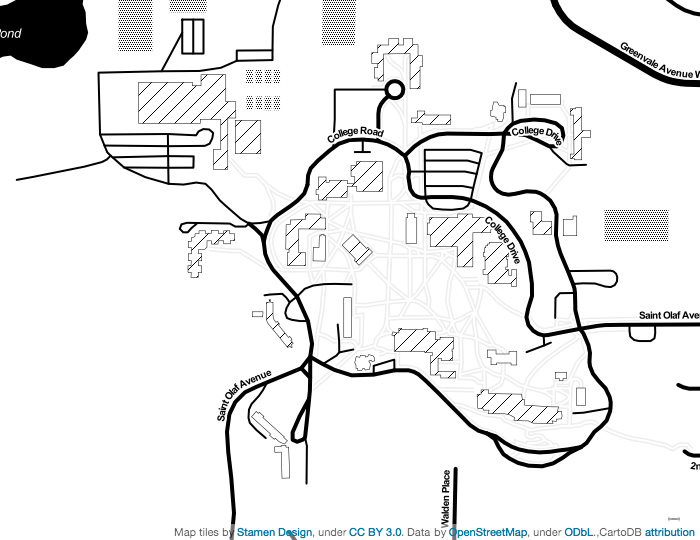 ond
Greenvale Avenue W
College Road
College Drive
College Drive
Saint Olaf Ave
Saint Olaf Avenue
2n
Walden Place
Map tiles by Stamen Design, under CC BY 3.0. Data by OpenStreetMap, under ODbL.,CartoDB attribution